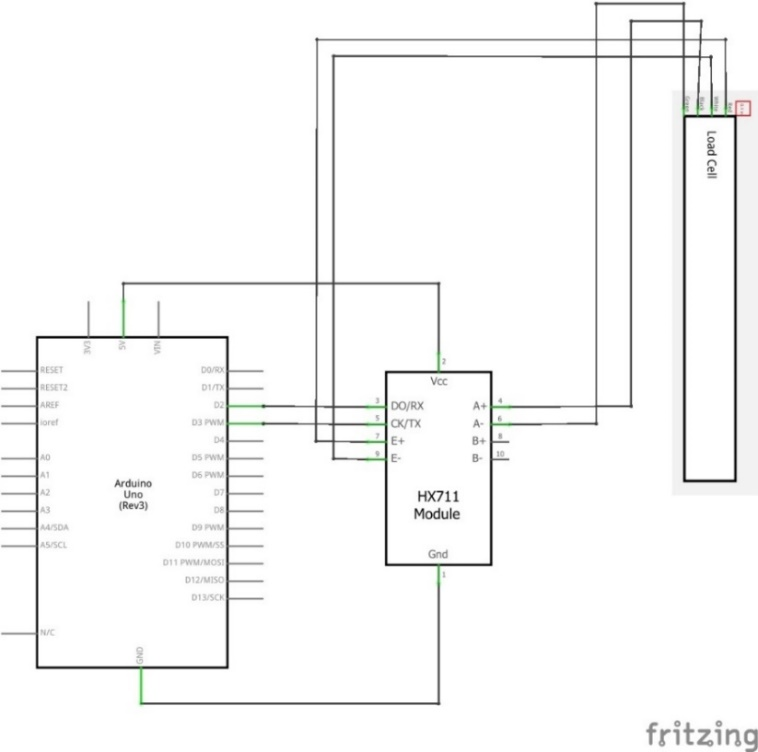 Load Cell
3V3
5V
VIN
RESET
RESET2
AREF
ioref
A0
A1
A2
A3
A4/SDA
A5/SCL
N/C
D0/RX
D1/TX
D2
D3 PWM
D4
D5 PWM
D6 PWM
D7
D8
D9 PWM
D10 PWM/SS
D11 PWM/MOSI
D12/MISO
D13/SCK
Arduino
Uno
(Rev3)
GND
2
Vcc
3
DO/RX
5
CK/TX
7
E+
9
E-
4
A+
6
A-
8
B+
10
B-
HX711
Module
Gnd
1
fritzing